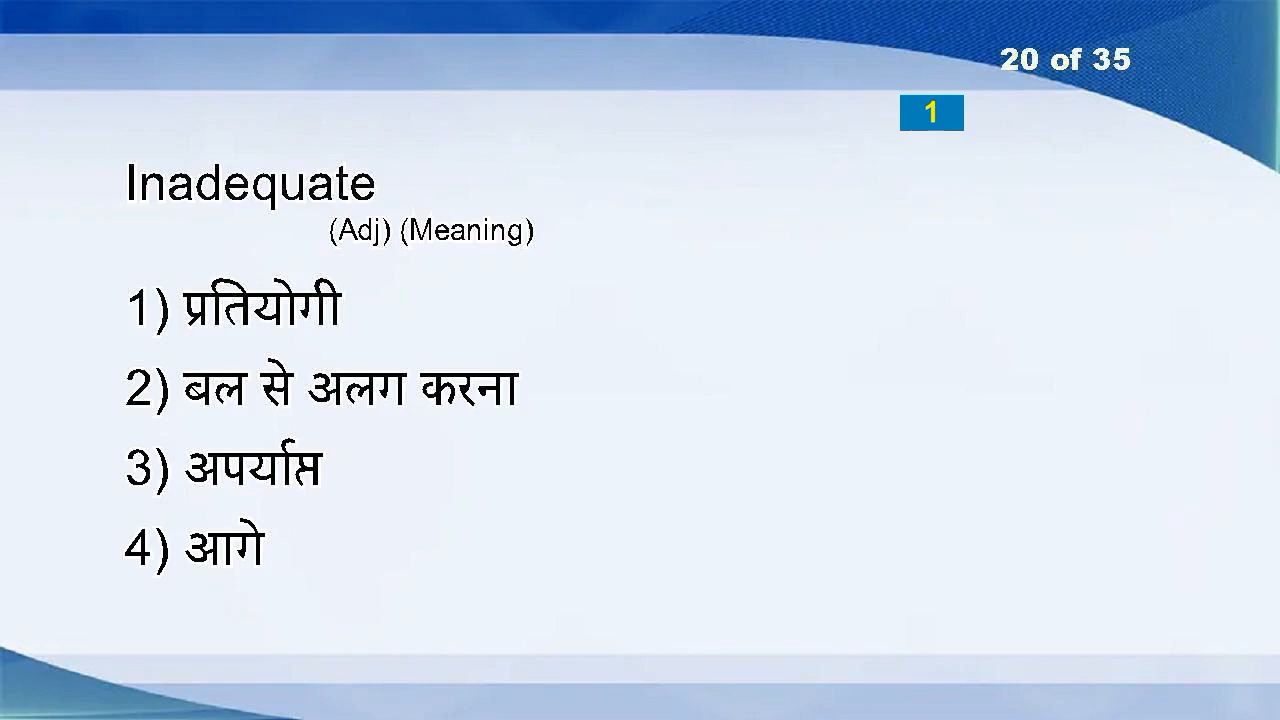 20 of 35
1
Inadequate
(Adj) (Meaning)
1) प्रतियोगी
2) बल से अलग करना
3) अपर्याप्त
4) आगे